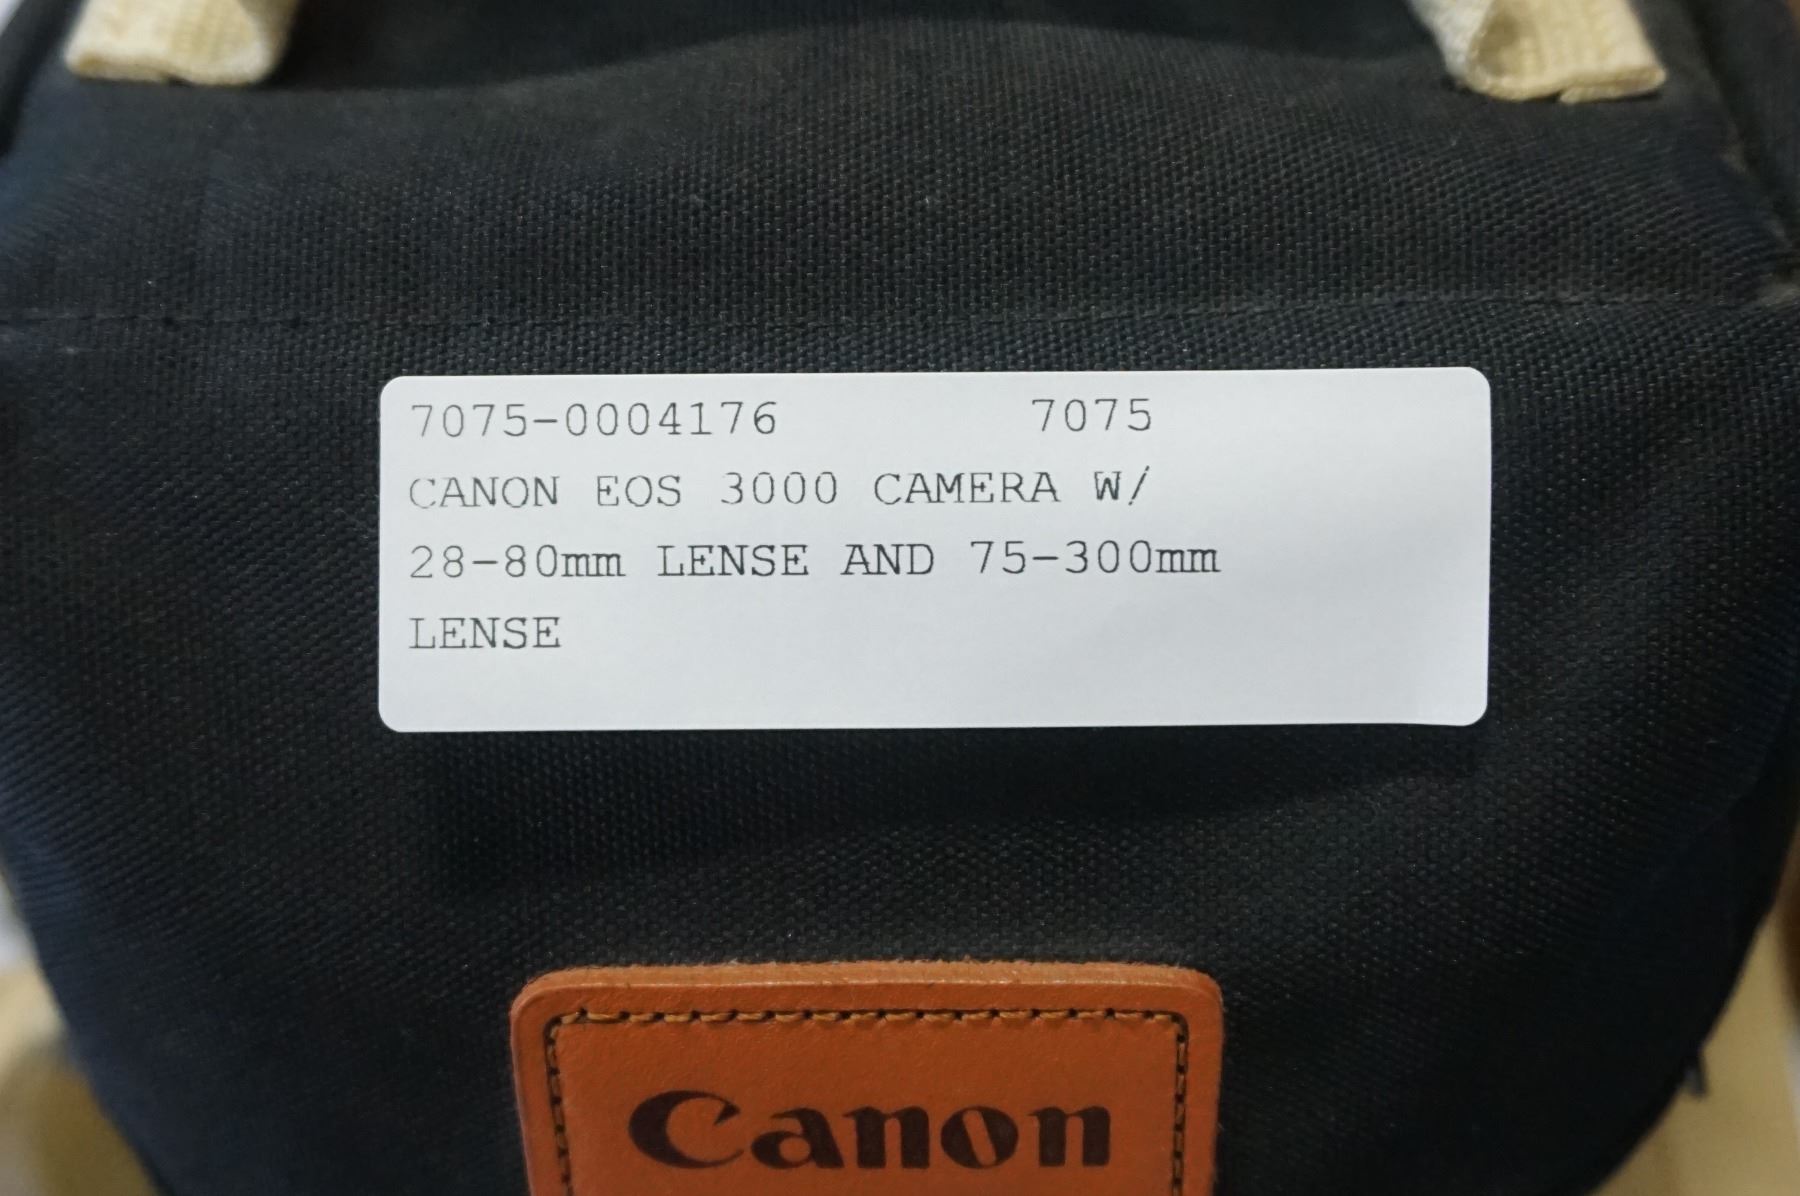 7075-0004176 7075
CANON EOS 3000 CAMERA W/
28-80mm LENSE AND 75-300mm
LENSE
Canon